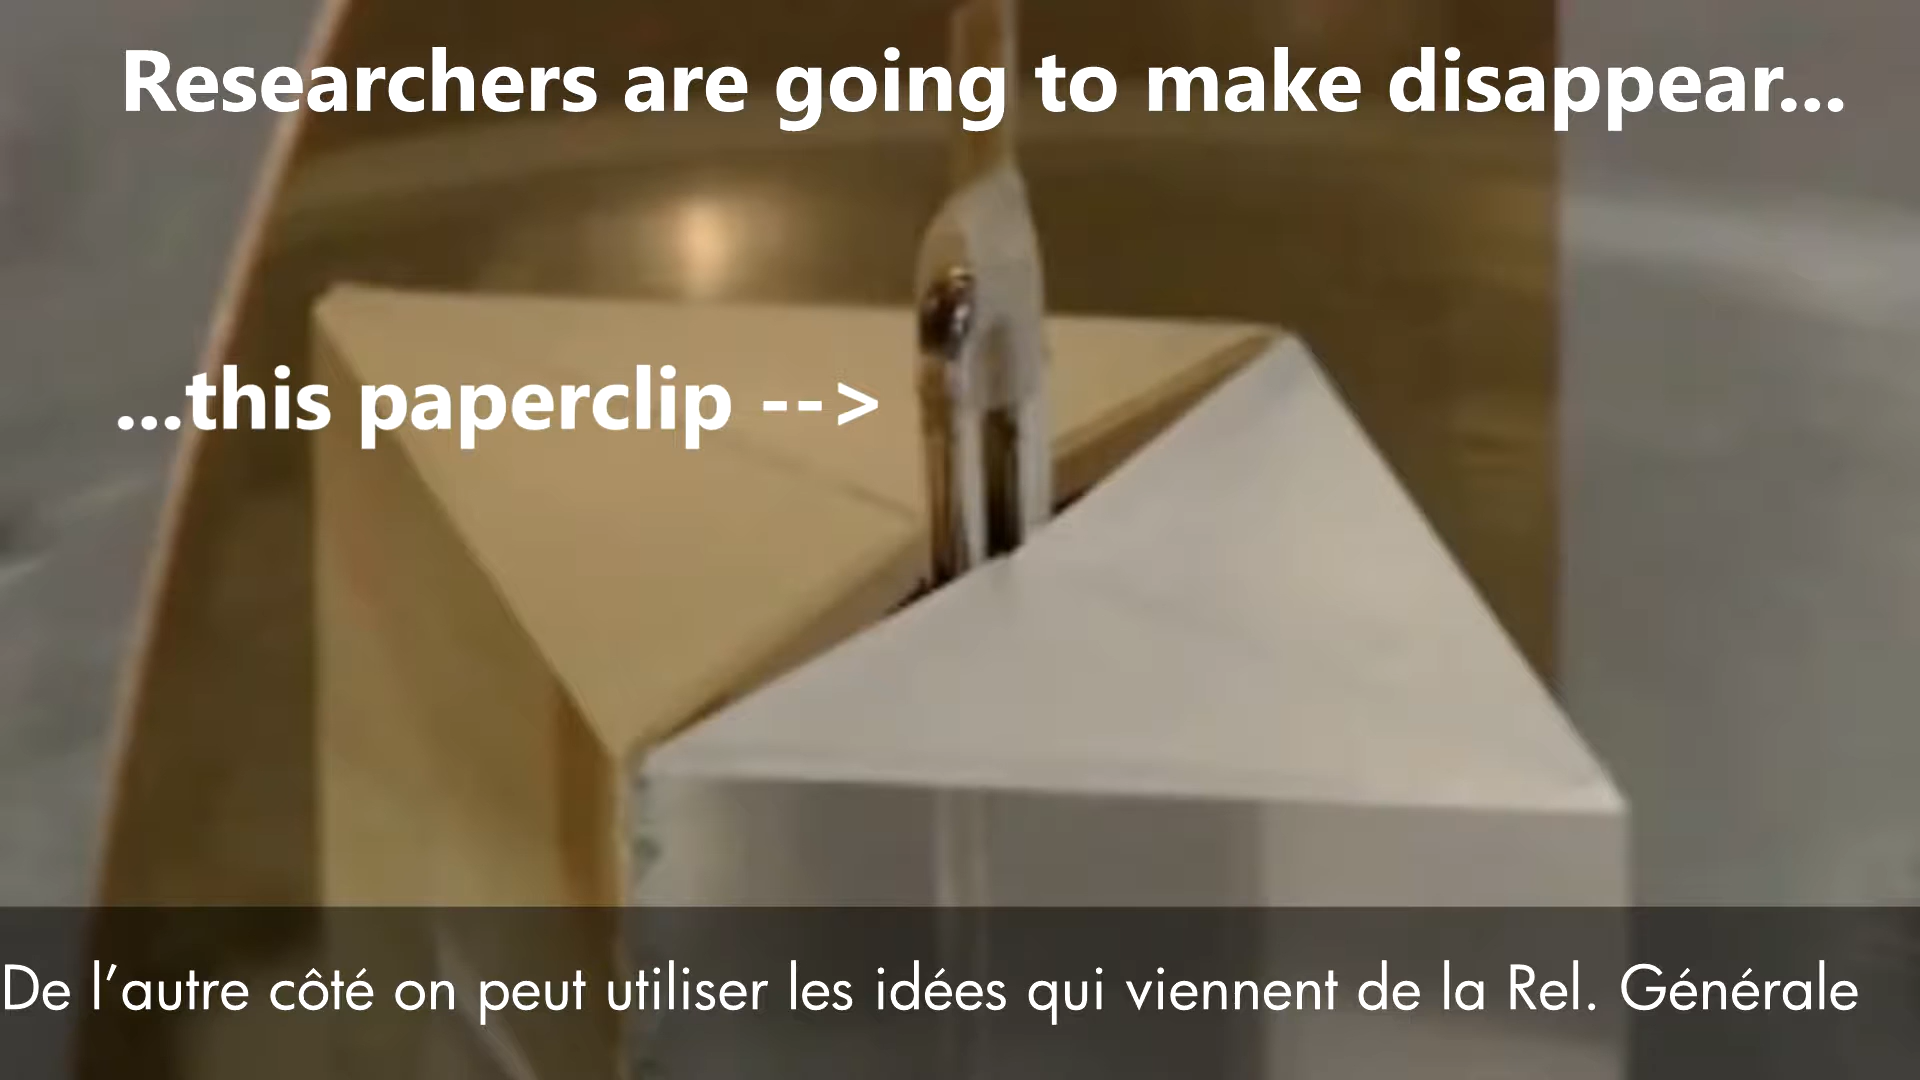 Researchers are going to make disappear...
...this paperclip -->
De l’autre côté on peut utiliser les idées qui viennent de la Rel. Générale